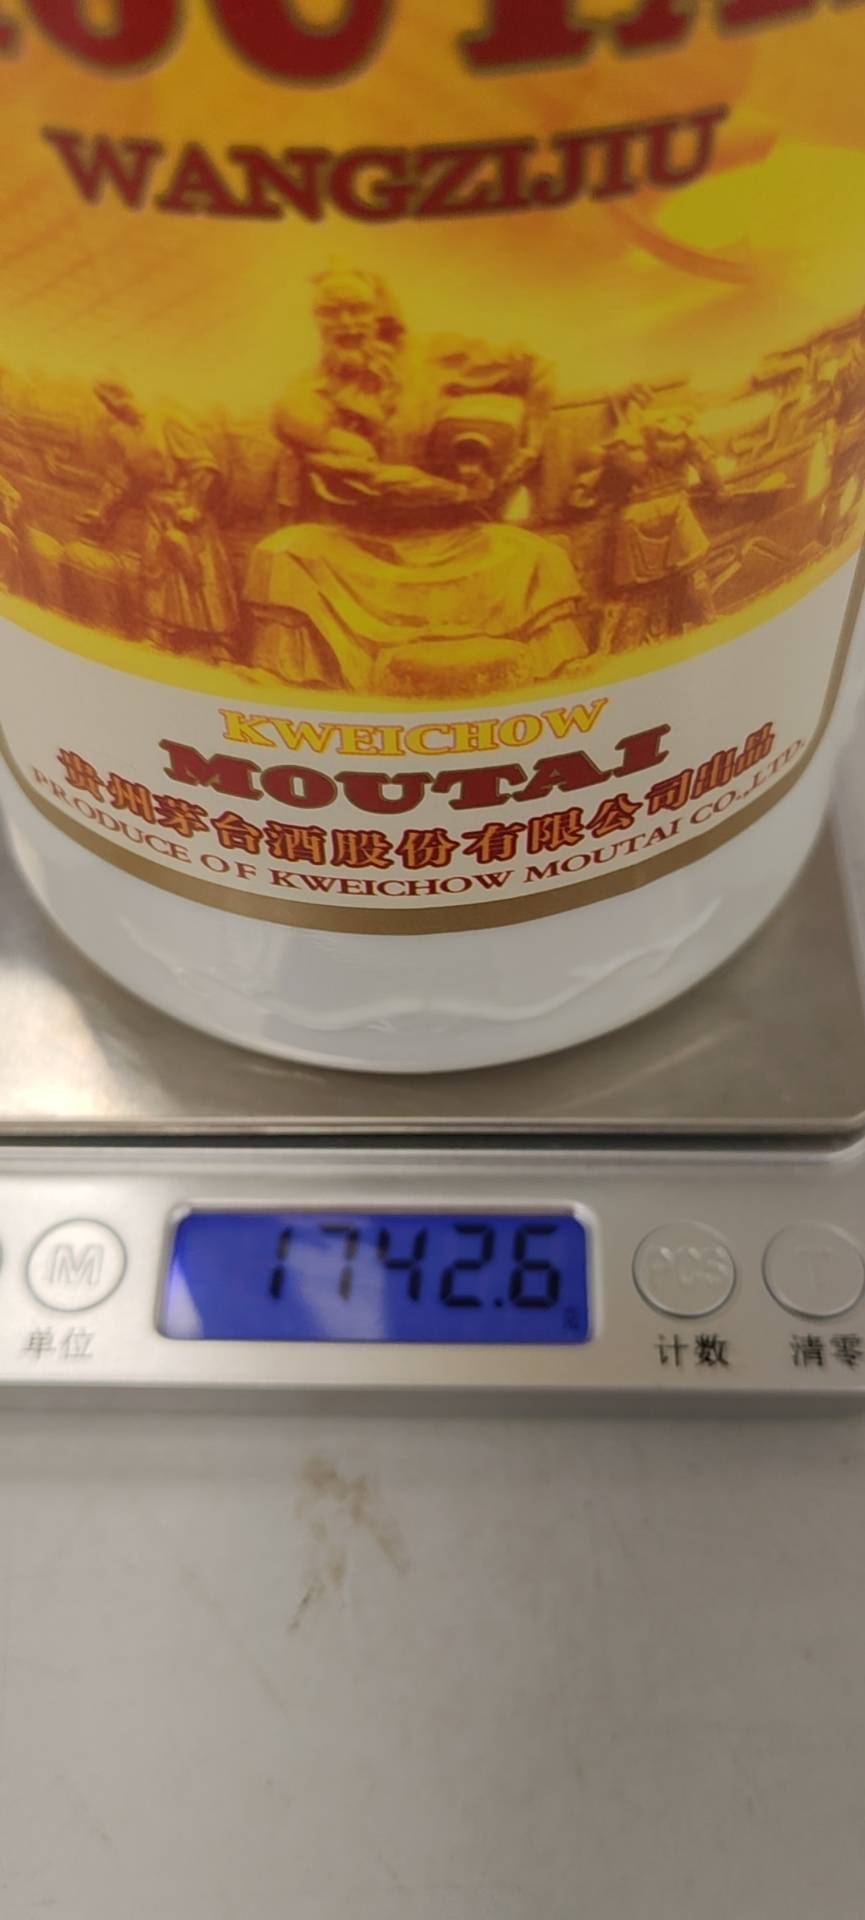 WANGZIJIU
KWEICHOW
MOUTAI
贵州茅台酒股份有限公司出品
PRODUCE OF KWEICHOW MOUTAI CO.,LTD.
1742.6
M
PCS
T
单位
计数
清零